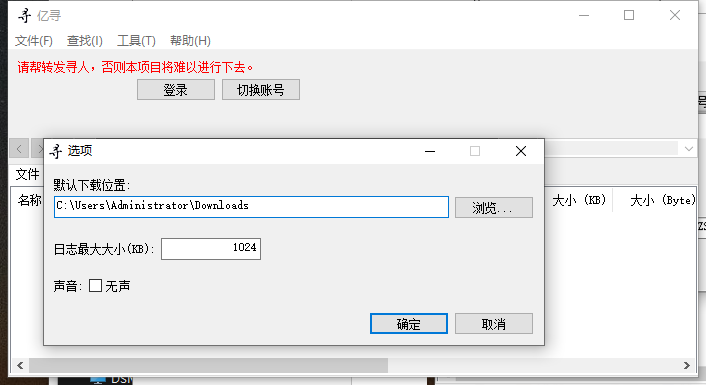 寻 亿寻
文件(F) 查找(I) 工具(T) 帮助(H)
请帮转发寻人，否则本项目将难以进行下去。
登录 切换账号
号
寻 选项
文件
默认下载位置:
名称
C:\Users\Administrator\Downloads
浏览...
大小 (KB) 大小 (Byte)
日志最大大小(KB): 1024
声音: 无声
确定 取消